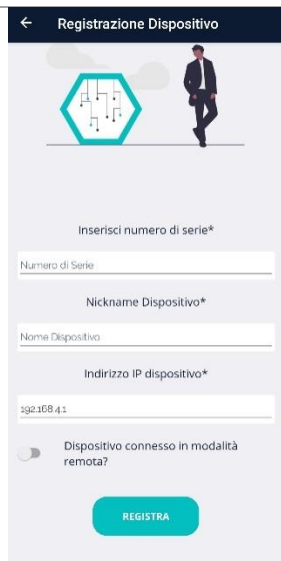 Registrazione Dispositivo
Inserisci numero di serie*
Numero di Serie
Nickname Dispositivo*
Nome Dispositivo
Indirizzo IP dispositivo*
192.168.4.1
Dispositivo connesso in modalità
remota?
REGISTRA